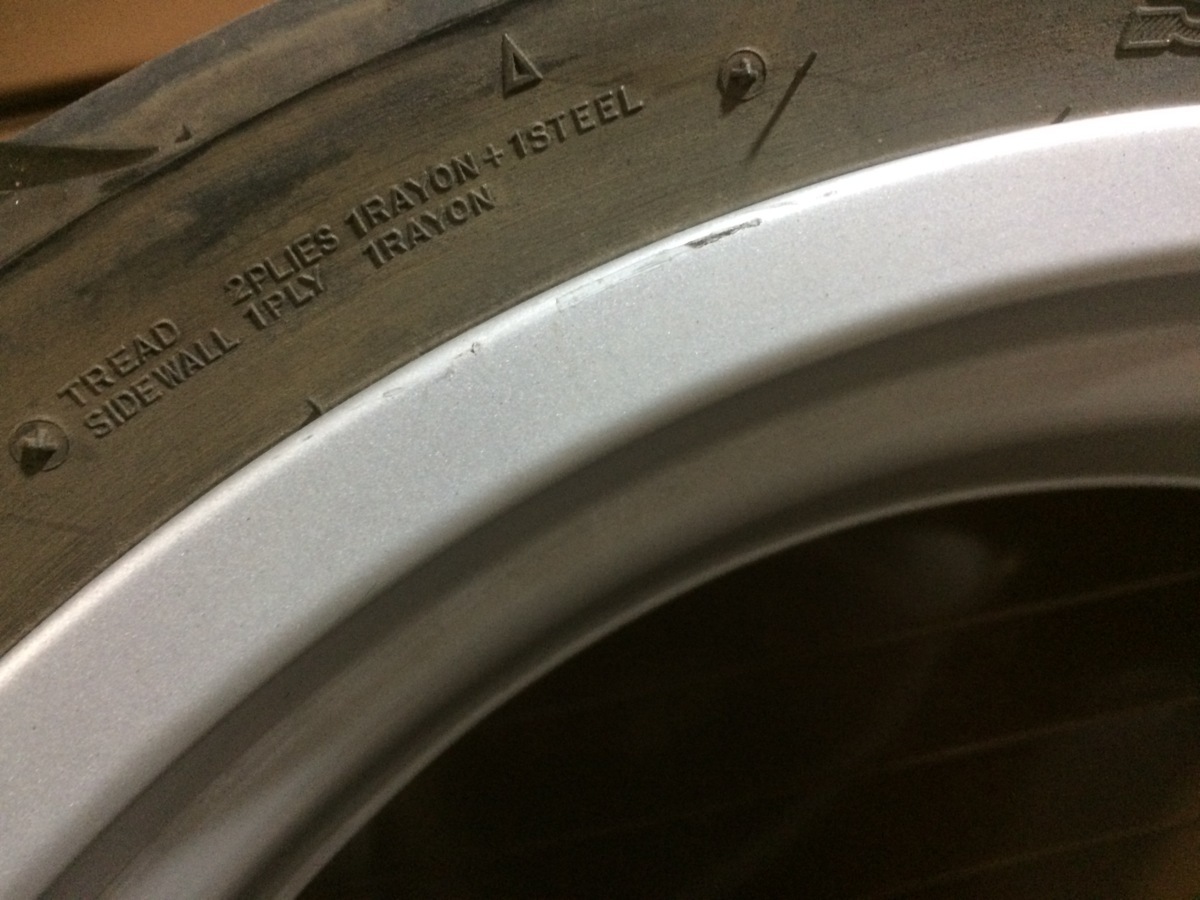 TREAD 2PLIES 1RAYON + 1STEEL
SIDEWALL 1PLY 1RAYON